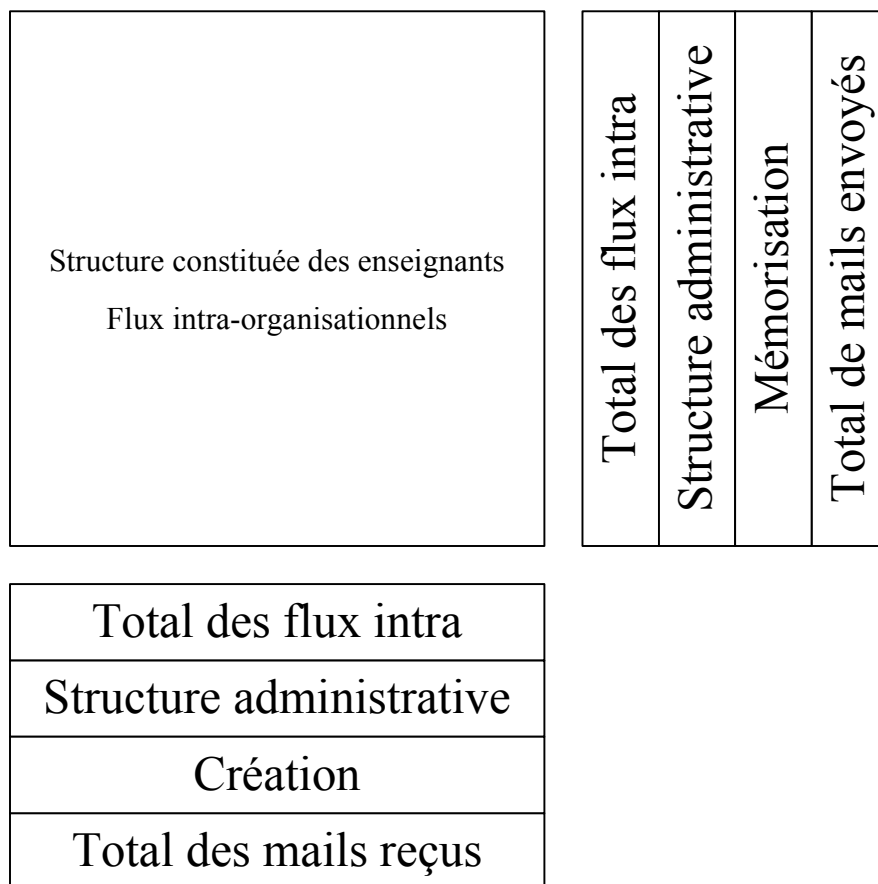 Structure constituée des enseignants
Flux intra-organisationnels
Total des flux intra
Structure administrative
Mémorisation
Total de mails envoyés
Total des flux intra
Structure administrative
Création
Total des mails reçus